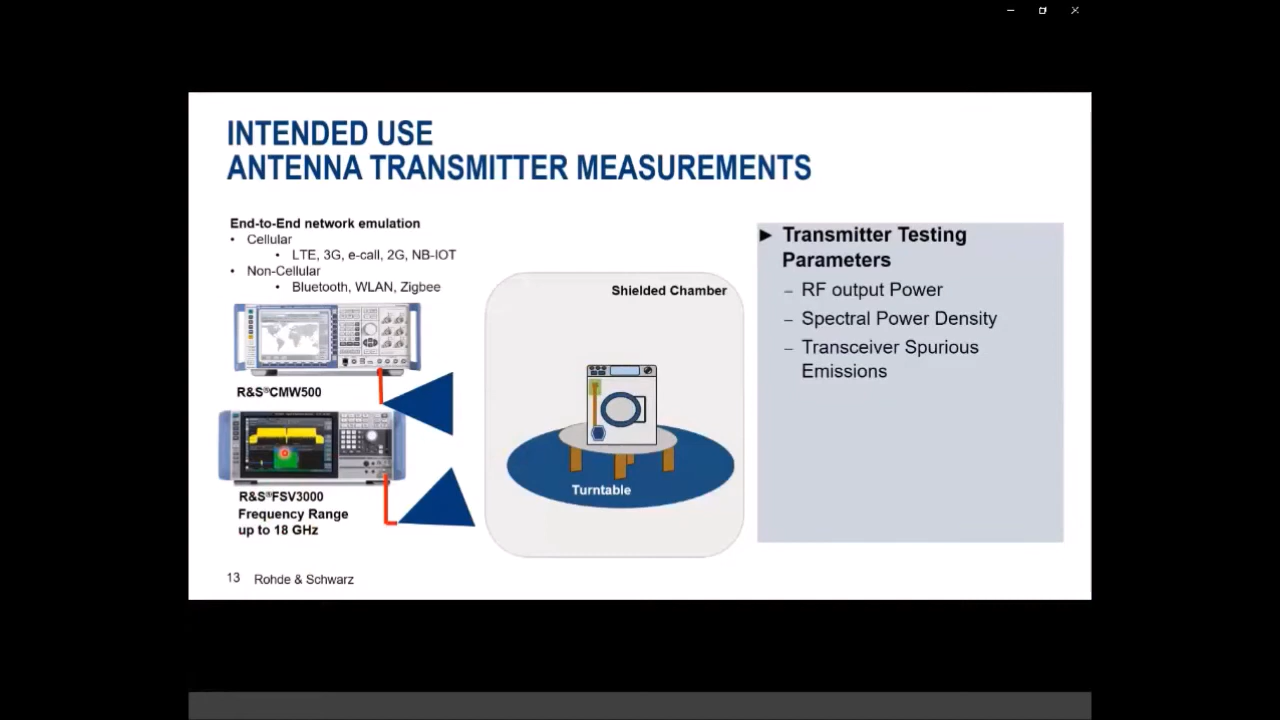 INTENDED USE
ANTENNA TRANSMITTER MEASUREMENTS
End-to-End network emulation
• Cellular
• LTE, 3G, e-call, 2G, NB-IOT
• Non-Cellular
• Bluetooth, WLAN, Zigbee
R&S®CMW500
R&S®FSV3000
Frequency Range
up to 18 GHz
Shielded Chamber
Turntable
► Transmitter Testing
Parameters
– RF output Power
– Spectral Power Density
– Transceiver Spurious
Emissions
13 Rohde & Schwarz